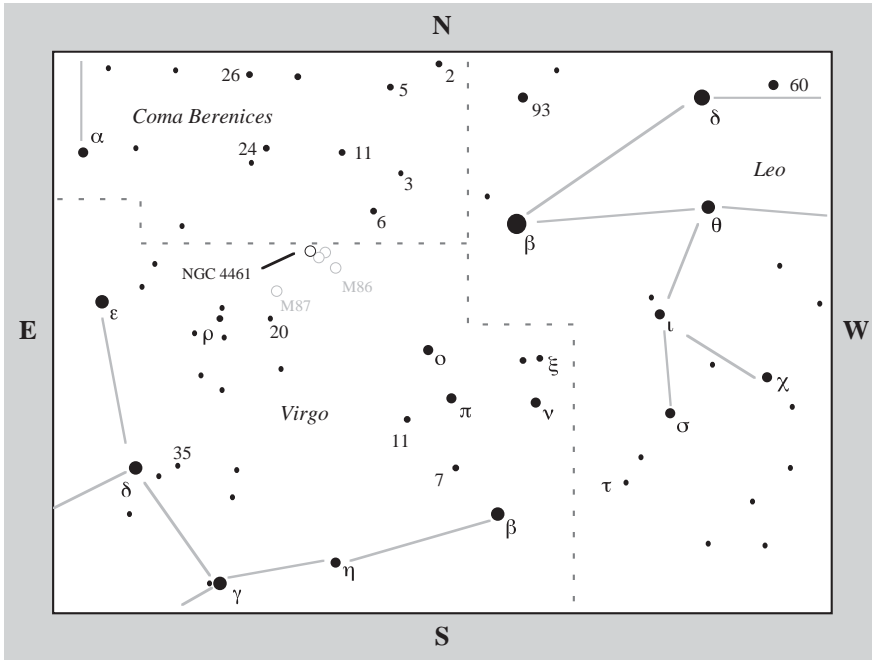 N
26
2
5
60
93
δ
Coma Berenices
α
24
11
3
Leo
6
β
θ
NGC 4461
M86
M87
ε
E
ρ
20
ι
W
ο
ξ
χ
Virgo
π
ν
11
σ
35
7
τ
δ
β
η
γ
S